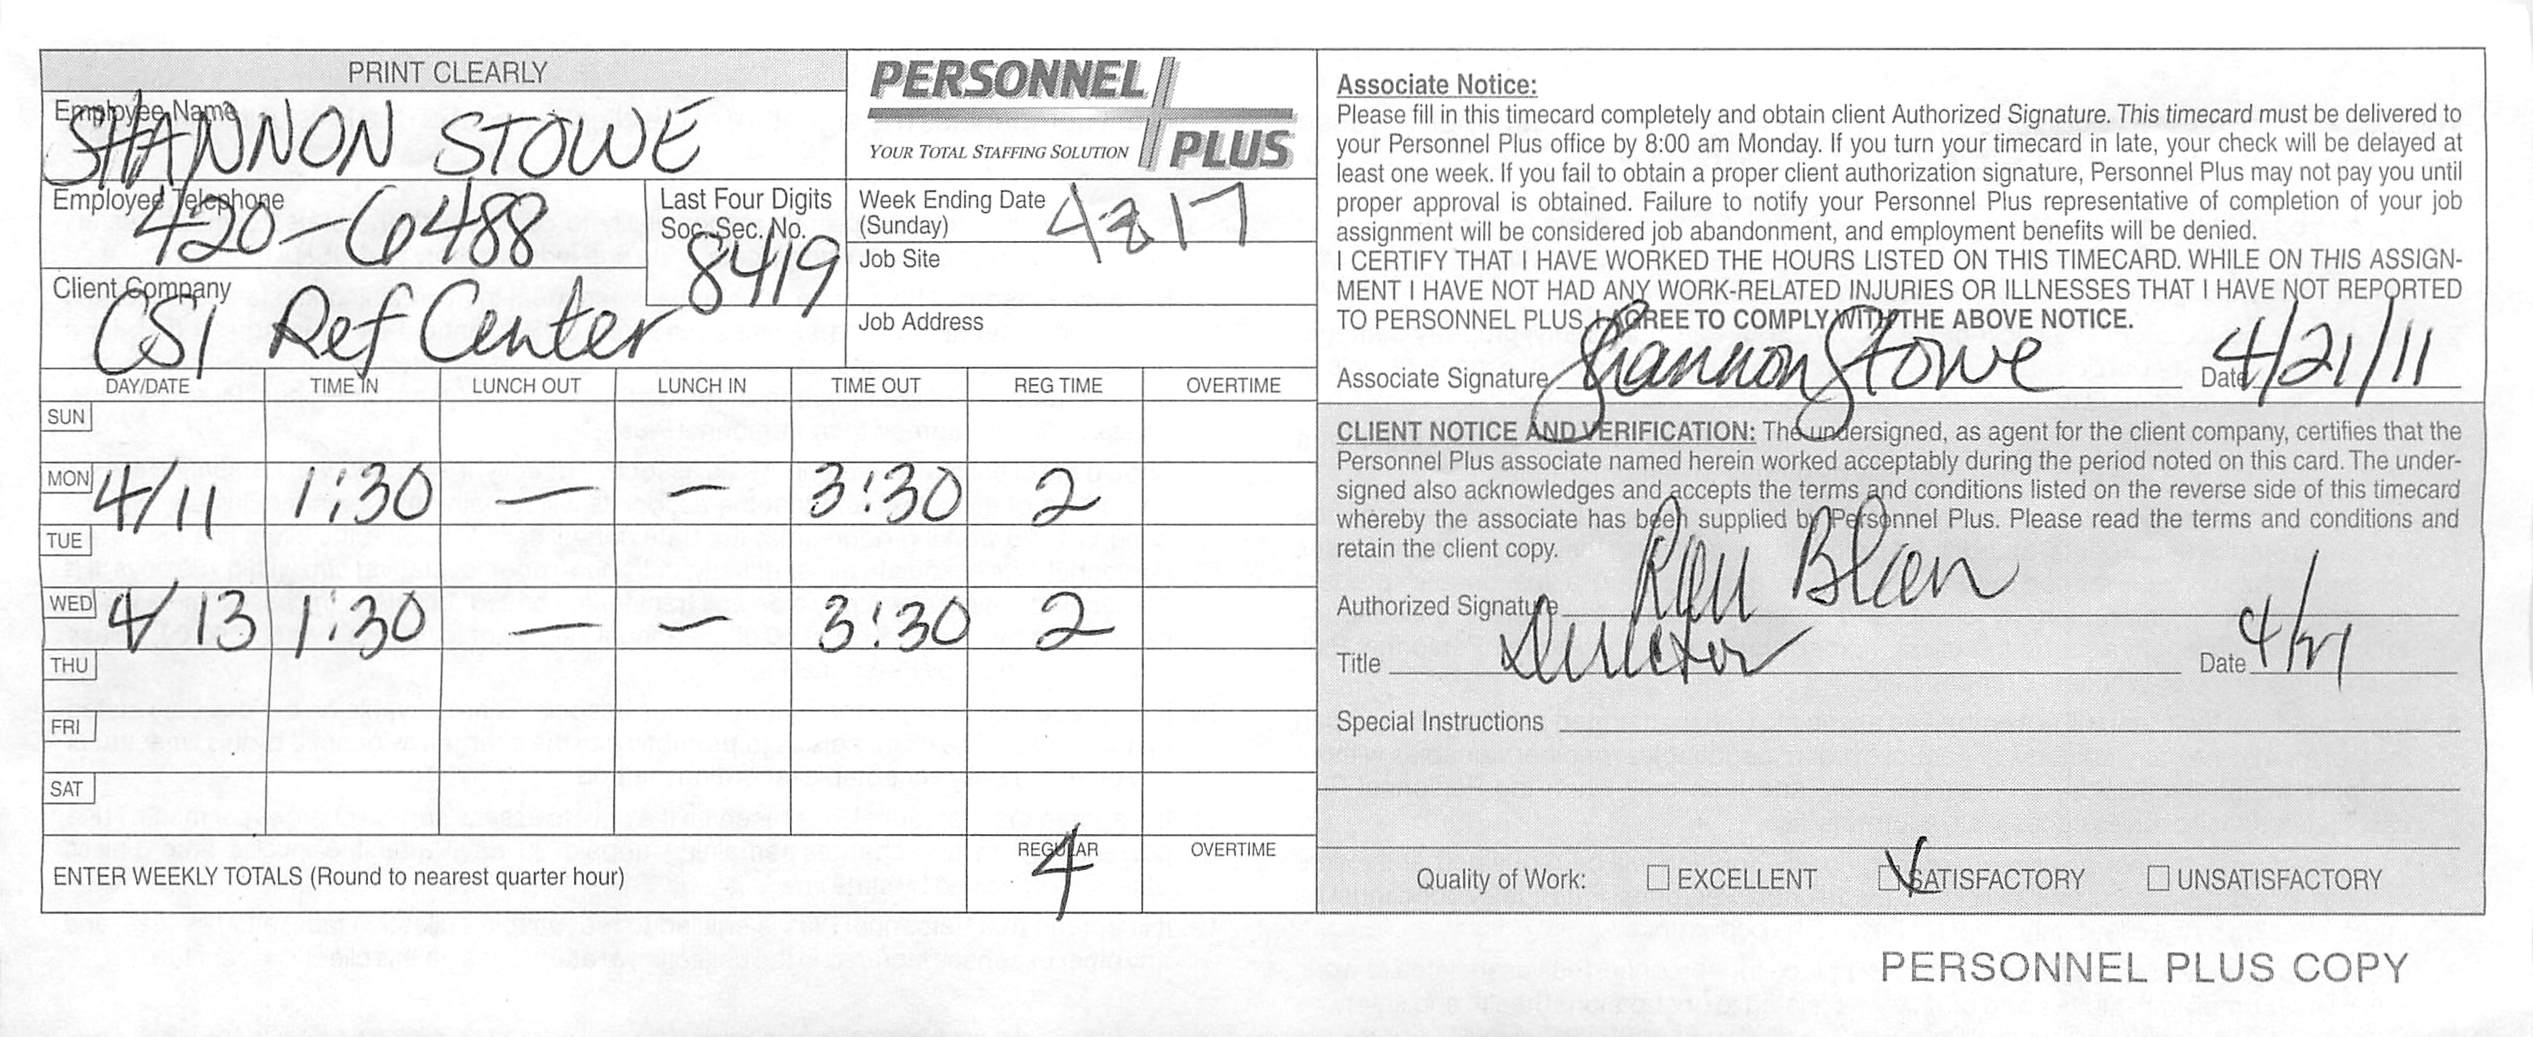 PRINT CLEARLY
Employee Name
SHANNON STOWE
Employee Telephone
420-6488
Last Four Digits
Soc. Sec. No.
8419
Client Company
CSI Ref Center
PERSONNEL
PLUS
YOUR TOTAL STAFFING SOLUTION
Week Ending Date
(Sunday)
Job Site
Job Address
DAY/DATE TIME IN LUNCH OUT LUNCH IN TIME OUT REG TIME OVERTIME
SUN
MON 4/11 1:30 — — 3:30 2
TUE
WED 4/13 1:30 — — 3:30 2
THU
FRI
SAT
ENTER WEEKLY TOTALS (Round to nearest quarter hour)
REGULAR OVERTIME
4
Associate Notice:
Please fill in this timecard completely and obtain client Authorized Signature. This timecard must be delivered to
your Personnel Plus office by 8:00 am Monday. If you turn your timecard in late, your check will be delayed at
least one week. If you fail to obtain a proper client authorization signature, Personnel Plus may not pay you until
proper approval is obtained. Failure to notify your Personnel Plus representative of completion of your job
assignment will be considered job abandonment, and employment benefits will be denied.
I CERTIFY THAT I HAVE WORKED THE HOURS LISTED ON THIS TIMECARD. WHILE ON THIS ASSIGN-
MENT I HAVE NOT HAD ANY WORK-RELATED INJURIES OR ILLNESSES THAT I HAVE NOT REPORTED
TO PERSONNEL PLUS. I AGREE TO COMPLY WITH THE ABOVE NOTICE.
Associate Signature Shannon Stowe Date 4/21/11
CLIENT NOTICE AND VERIFICATION: The undersigned, as agent for the client company, certifies that the
Personnel Plus associate named herein worked acceptably during the period noted on this card. The under-
signed also acknowledges and accepts the terms and conditions listed on the reverse side of this timecard
whereby the associate has been supplied by Personnel Plus. Please read the terms and conditions and
retain the client copy.
Authorized Signature
Title Director Date 4/21
Special Instructions
Quality of Work: EXCELLENT SATISFACTORY UNSATISFACTORY
PERSONNEL PLUS COPY